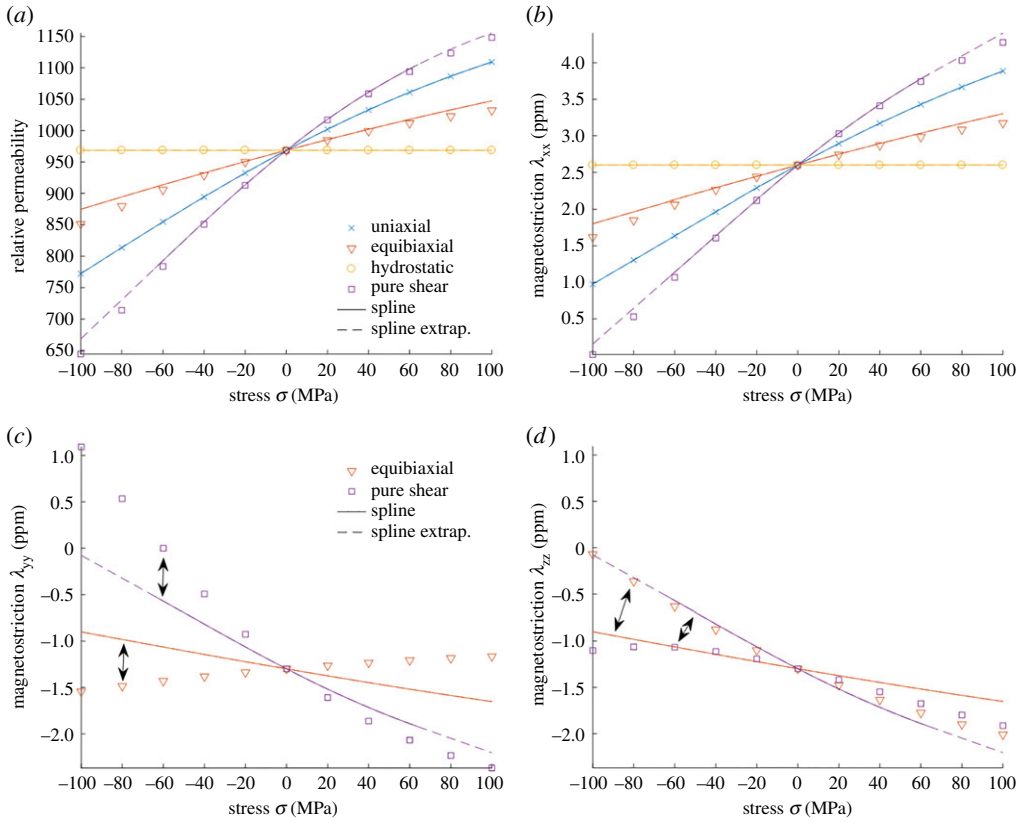 (a)
1150
1100
1050
1000
950
900
850
800
750
700
650
relative permeability
uniaxial
equibiaxial
hydrostatic
pure shear
spline
spline extrap.
–100 –80 –60 –40 –20 0 20 40 60 80 100
stress σ (MPa)
(b)
4.0
3.5
3.0
2.5
2.0
1.5
1.0
0.5
0
magnetostriction λxx (ppm)
–100 –80 –60 –40 –20 0 20 40 60 80 100
stress σ (MPa)
(c)
1.0
0.5
0
–0.5
–1.0
–1.5
–2.0
magnetostriction λyy (ppm)
equibiaxial
pure shear
spline
spline extrap.
–100 –80 –60 –40 –20 0 20 40 60 80 100
stress σ (MPa)
(d)
1.0
0.5
0
–0.5
–1.0
–1.5
–2.0
magnetostriction λzz (ppm)
–100 –80 –60 –40 –20 0 20 40 60 80 100
stress σ (MPa)